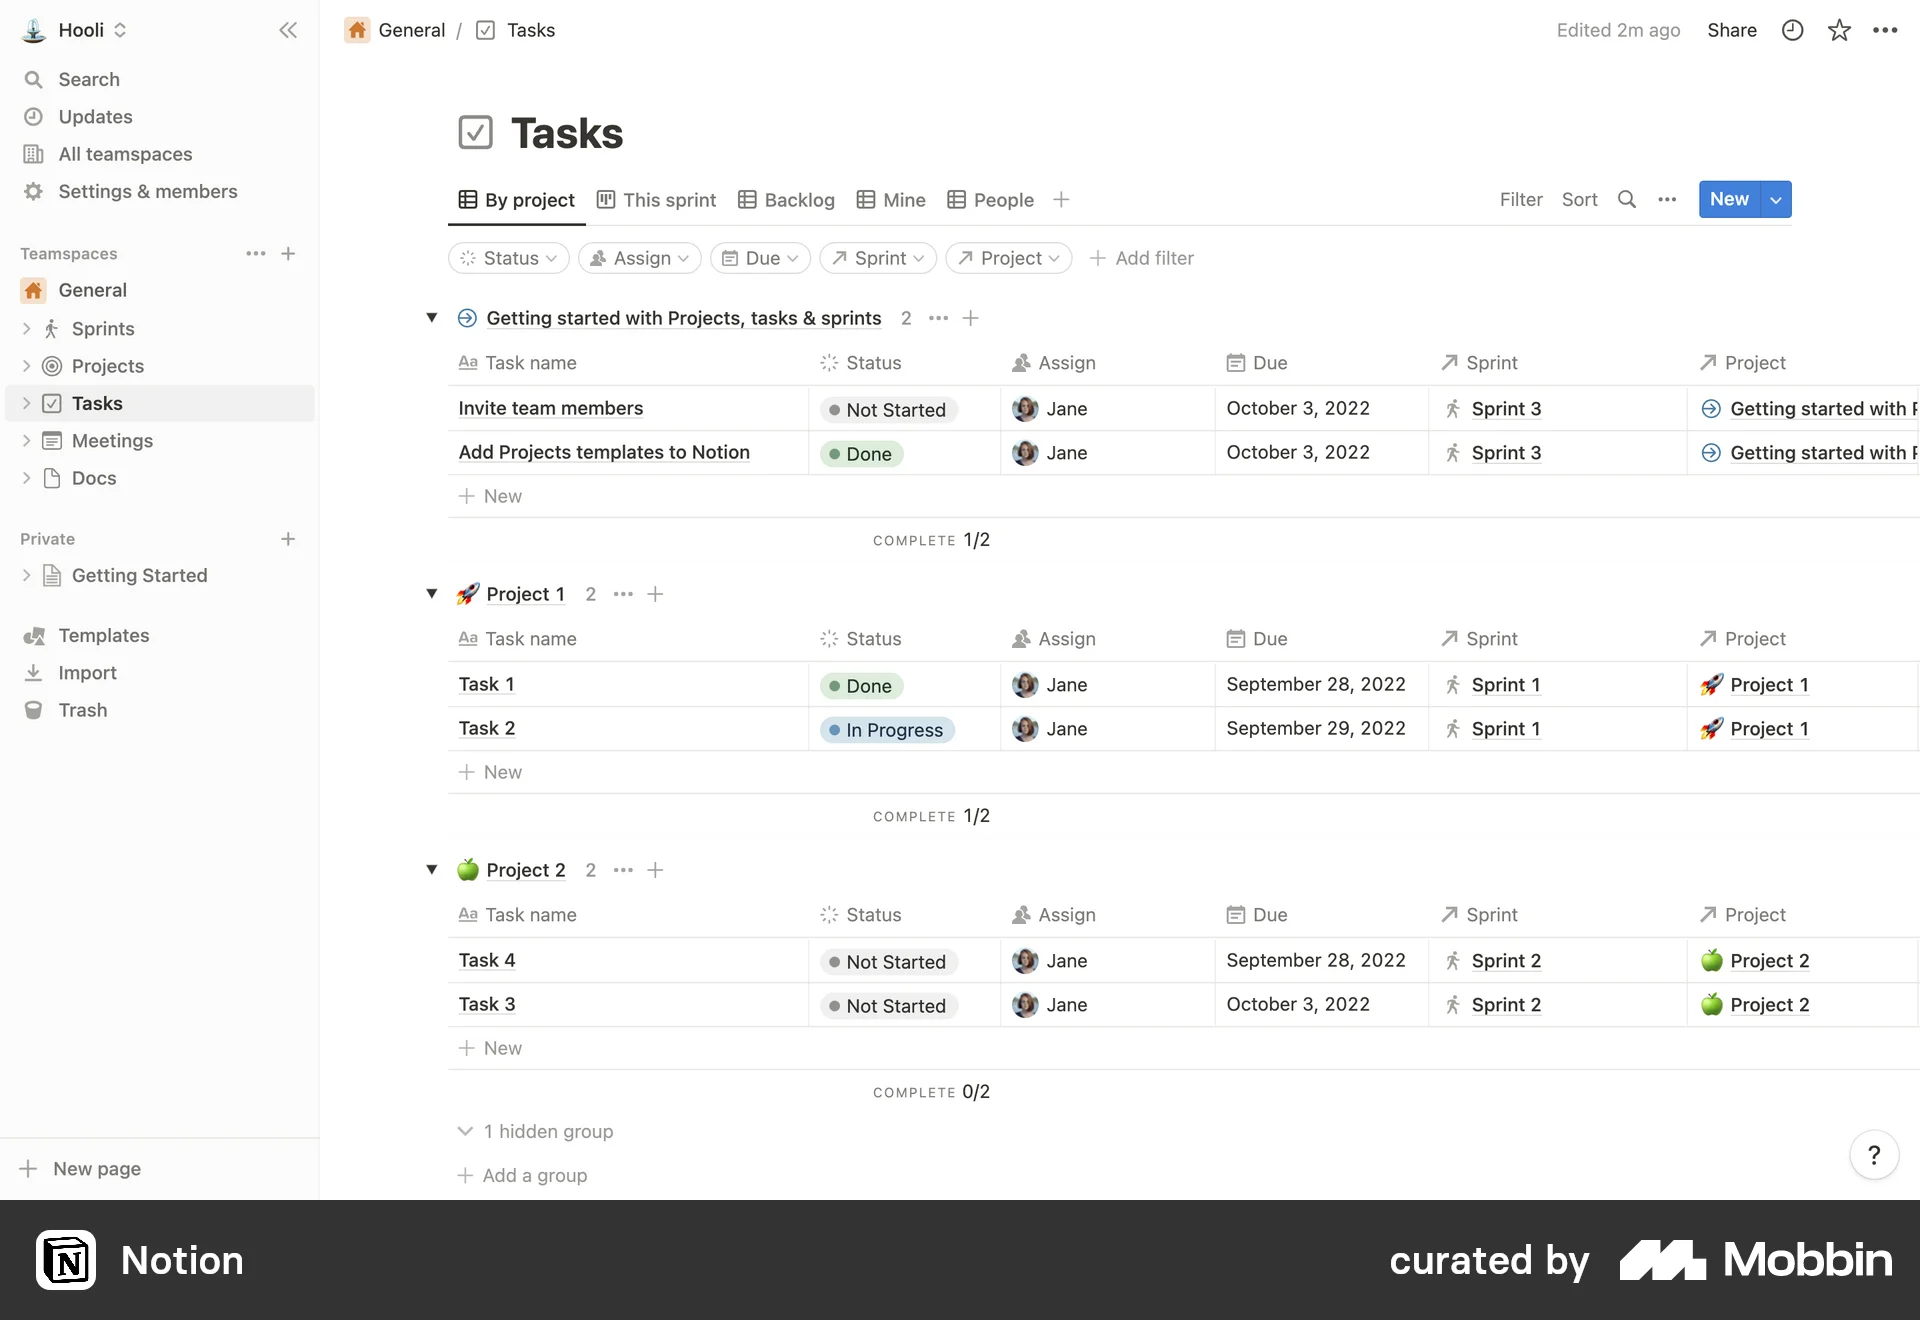 Hooli
Search
Updates
All teamspaces
Settings & members
Teamspaces
General
Sprints
Projects
Tasks
Meetings
Docs
Private
Getting Started
Templates
Import
Trash
New page
General / Tasks
Edited 2m ago Share
Tasks
By project This sprint Backlog Mine People
Filter Sort New
Status Assign Due Sprint Project Add filter
Getting started with Projects, tasks & sprints 2
Aa Task name Status Assign Due Sprint Project
Invite team members Not Started Jane October 3, 2022 Sprint 3 Getting started with
Add Projects templates to Notion Done Jane October 3, 2022 Sprint 3 Getting started with
New
COMPLETE 1/2
Project 1 2
Aa Task name Status Assign Due Sprint Project
Task 1 Done Jane September 28, 2022 Sprint 1 Project 1
Task 2 In Progress Jane September 29, 2022 Sprint 1 Project 1
New
COMPLETE 1/2
Project 2 2
Aa Task name Status Assign Due Sprint Project
Task 4 Not Started Jane September 28, 2022 Sprint 2 Project 2
Task 3 Not Started Jane October 3, 2022 Sprint 2 Project 2
New
COMPLETE 0/2
1 hidden group
Add a group
?
N Notion
curated by Mobbin